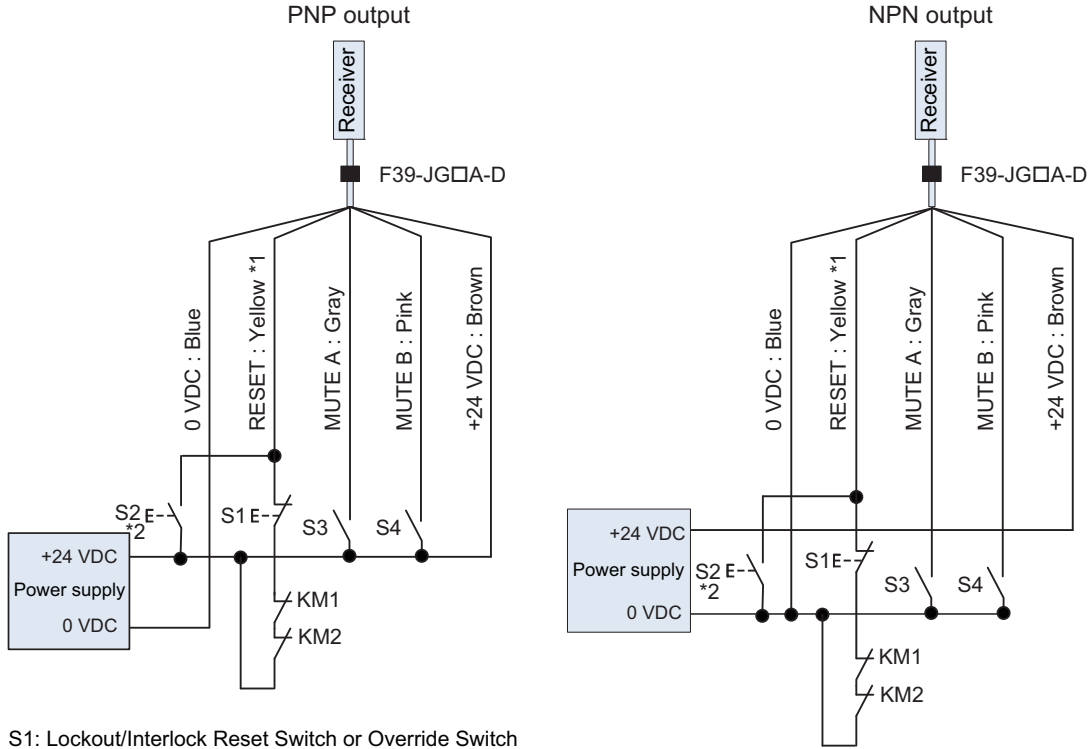 PNP output
Receiver
F39-JG□A-D
0 VDC : Blue
RESET : Yellow *1
MUTE A : Gray
MUTE B : Pink
+24 VDC : Brown
S2
*2
S1
S3
S4
+24 VDC
Power supply
0 VDC
KM1
KM2
NPN output
Receiver
F39-JG□A-D
0 VDC : Blue
RESET : Yellow *1
MUTE A : Gray
MUTE B : Pink
+24 VDC : Brown
+24 VDC
Power supply
0 VDC
S2
*2
S1
S3
S4
KM1
KM2
S1: Lockout/Interlock Reset Switch or Override Switch